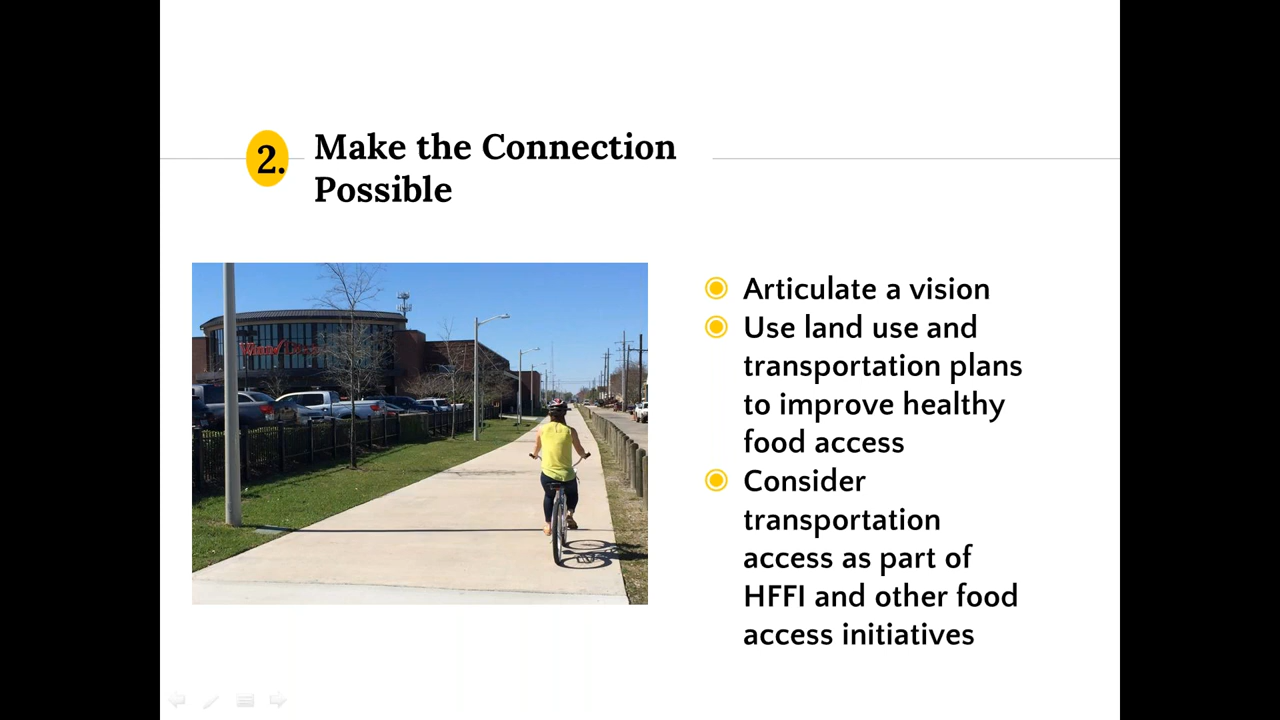 2.
Make the Connection
Possible
Articulate a vision
Use land use and
transportation plans
to improve healthy
food access
Consider
transportation
access as part of
HFFI and other food
access initiatives